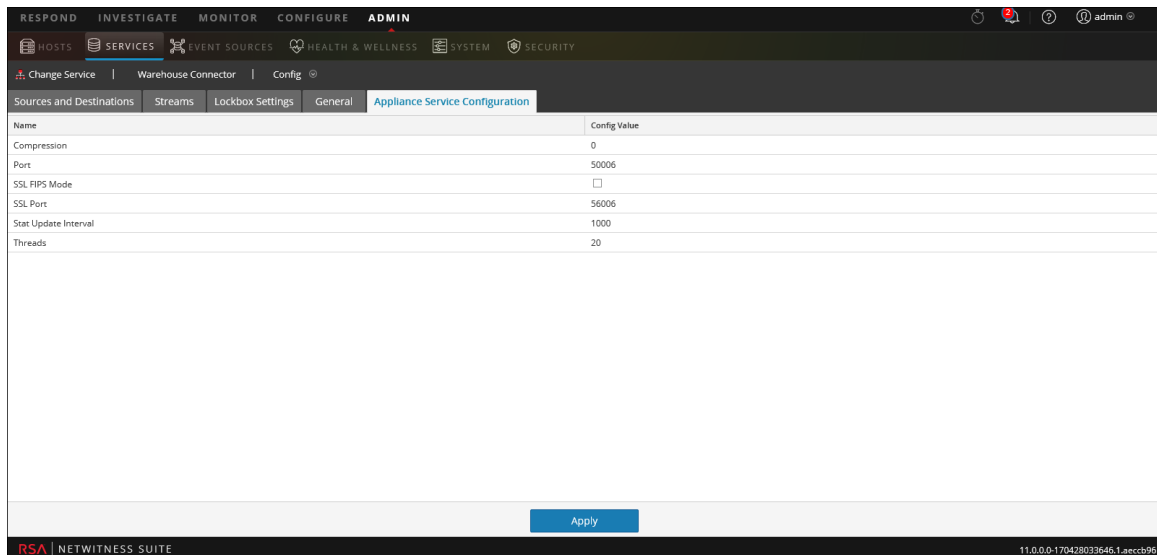 RESPOND INVESTIGATE MONITOR CONFIGURE ADMIN 2 ? admin
HOSTS SERVICES EVENT SOURCES HEALTH & WELLNESS SYSTEM SECURITY
Change Service | Warehouse Connector | Config
Sources and Destinations Streams Lockbox Settings General Appliance Service Configuration
Name Config Value
Compression 0
Port 50006
SSL FIPS Mode
SSL Port 56006
Stat Update Interval 1000
Threads 20
Apply
RSA | NETWITNESS SUITE 11.0.0.0-170428033646.1.aeccb96